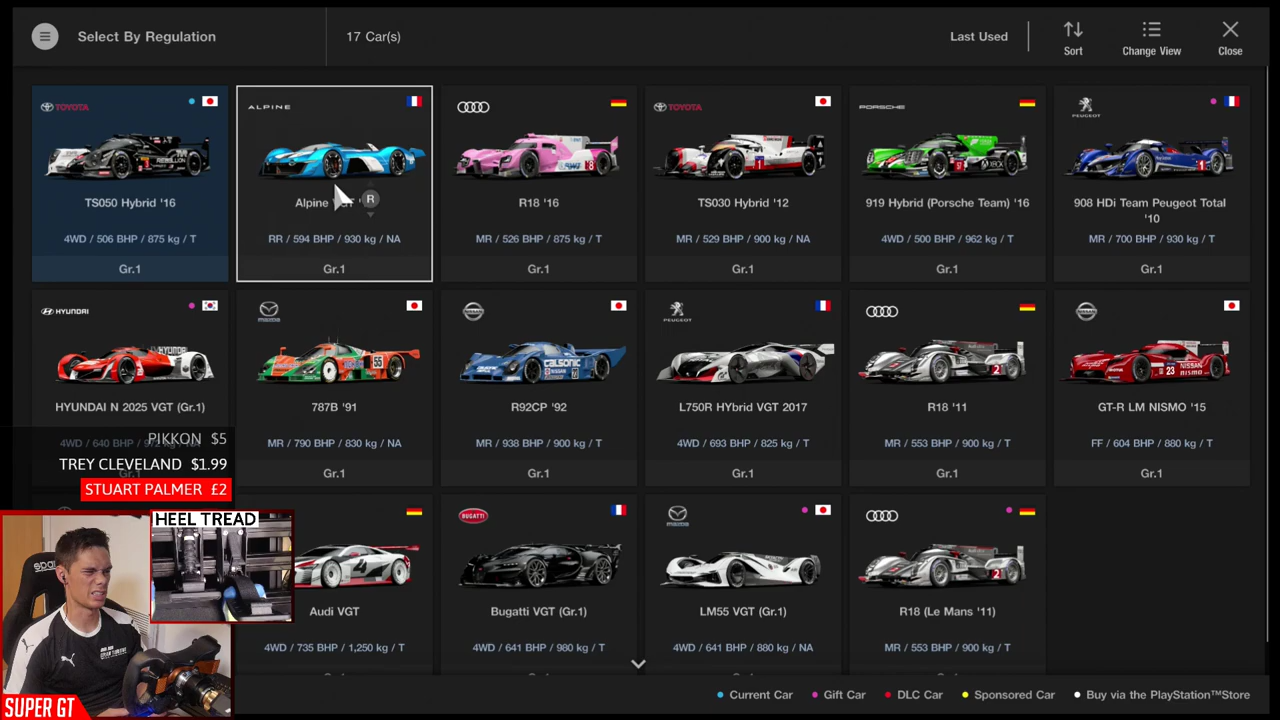 Select By Regulation
17 Car(s)
Last Used
Sort
Change View
Close
TOYOTA
ALPINE
TOYOTA
PORSCHE
PEUGEOT
TS050 Hybrid '16
Alpine
R
R18 '16
TS030 Hybrid '12
919 Hybrid (Porsche Team) '16
908 HDi Team Peugeot Total '10
4WD / 506 BHP / 875 kg / T
RR / 594 BHP / 930 kg / NA
MR / 526 BHP / 875 kg / T
MR / 529 BHP / 900 kg / NA
4WD / 500 BHP / 962 kg / T
MR / 700 BHP / 930 kg / T
Gr.1
Gr.1
Gr.1
Gr.1
Gr.1
Gr.1
HYUNDAI
mazda
NISSAN
PEUGEOT
NISSAN
HYUNDAI N 2025 VGT (Gr.1)
787B '91
R92CP '92
L750R HYbrid VGT 2017
R18 '11
GT-R LM NISMO '15
4WD / 640 BHP /
MR / 790 BHP / 830 kg / NA
MR / 938 BHP / 900 kg / T
4WD / 693 BHP / 825 kg / T
MR / 553 BHP / 900 kg / T
FF / 604 BHP / 880 kg / T
Gr.1
Gr.1
Gr.1
Gr.1
Gr.1
PIKKON $5
TREY CLEVELAND $1.99
STUART PALMER £2
HEEL TREAD
BUGATTI
mazda
Audi VGT
Bugatti VGT (Gr.1)
LM55 VGT (Gr.1)
R18 (Le Mans '11)
4WD / 735 BHP / 1,250 kg / T
4WD / 641 BHP / 980 kg / T
4WD / 641 BHP / 880 kg / NA
MR / 553 BHP / 900 kg / T
SUPER GT
Current Car
Gift Car
DLC Car
Sponsored Car
Buy via the PlayStation™Store